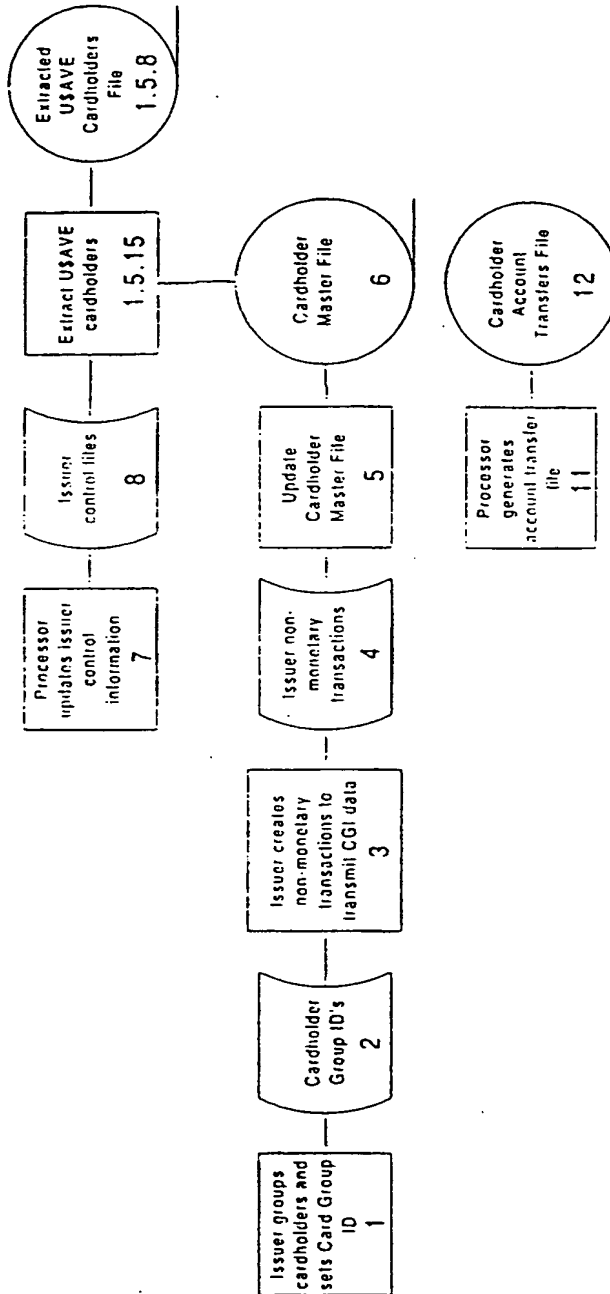 Processor
updates Issuer
control
information
7
Issuer
control files
8
Extract USAVE
cardholders
1.5.15
Extracted
USAVE
Cardholders
File
1.5.8
Issuer groups
cardholders and
sets Card Group
ID
1
Cardholder
Group ID's
2
Issuer creates
non-monetary
transactions to
transmit CGI data
3
Issuer non-
monetary
transactions
4
Update
Cardholder
Master File
5
Cardholder
Master File
6
Processor
generates
account transfer
file
11
Cardholder
Account
Transfers File
12